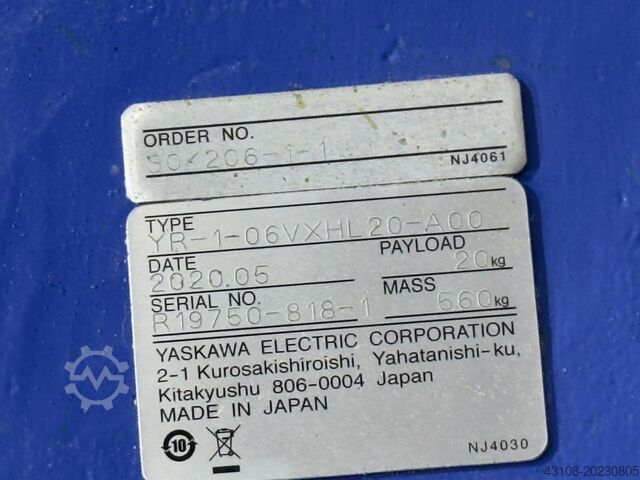 ORDER NO.
S0K206-1-1
NJ4061
TYPE
YR-1-06VXHL20-A00
DATE
2020.05
PAYLOAD
20kg
SERIAL NO.
R19750-818-1
MASS
560kg
YASKAWA ELECTRIC CORPORATION
2-1 Kurosakishiroishi, Yahatanishi-ku,
Kitakyushu 806-0004 Japan
MADE IN JAPAN
10
NJ4030
43108-20230805